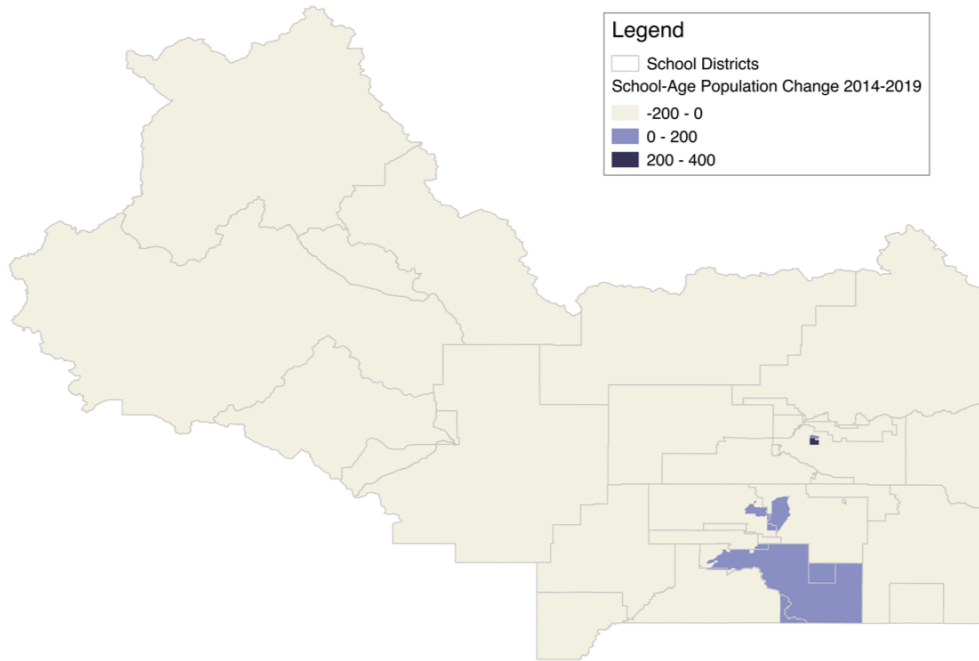 Legend
School Districts
School-Age Population Change 2014-2019
-200 - 0
0 - 200
200 - 400